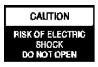 CAUTION
RISK OF ELECTRIC
SHOCK
DO NOT OPEN